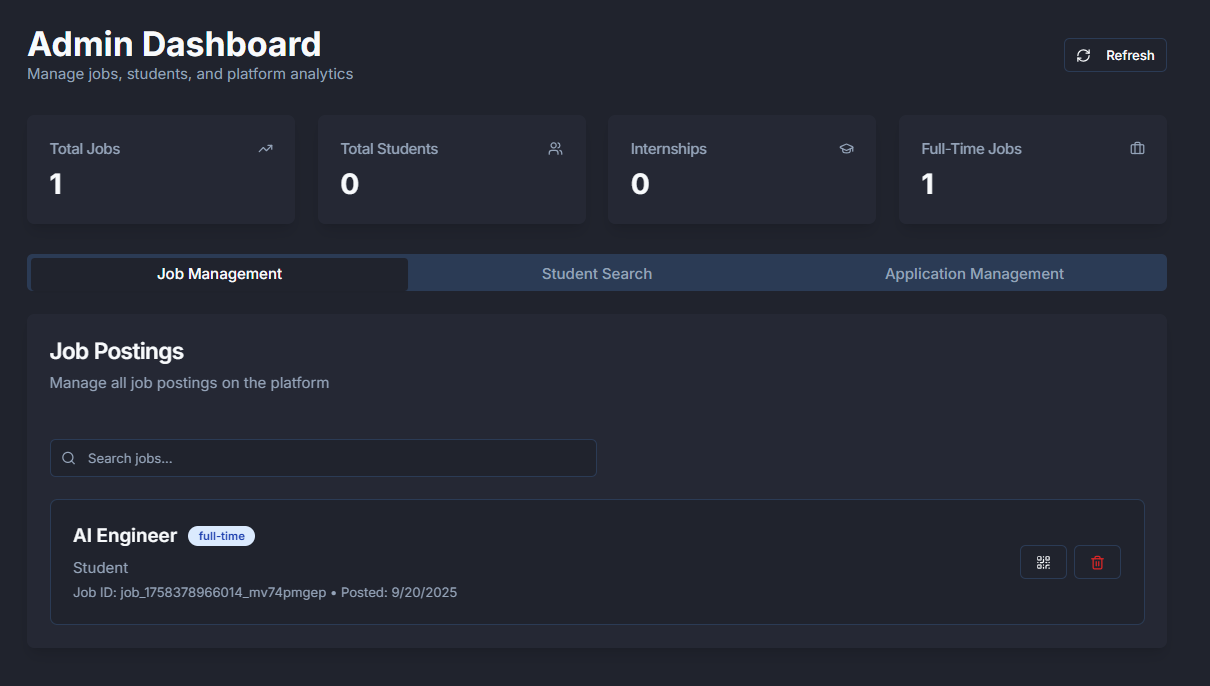 Admin Dashboard
Manage jobs, students, and platform analytics
Refresh
Total Jobs
1
Total Students
0
Internships
0
Full-Time Jobs
1
Job Management
Student Search
Application Management
Job Postings
Manage all job postings on the platform
Search jobs...
AI Engineer full-time
Student
Job ID: job_1758378966014_mv74pmgep • Posted: 9/20/2025